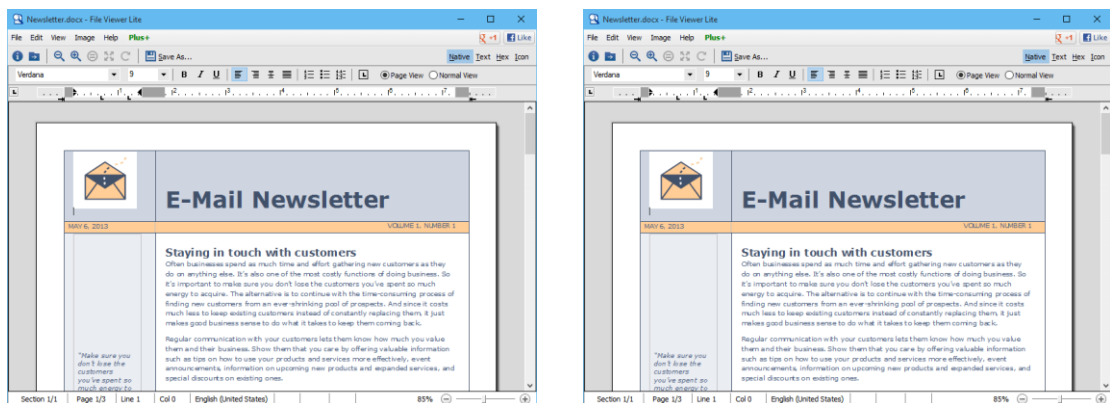 Newsletter.docx - File Viewer Lite
File Edit View Image Help Plus+ +1 Like
Save As... Native Text Hex Icon
Verdana 9 B I U Page View Normal View
1 2 3 4 5 6 7
E-Mail Newsletter
MAY 6, 2013 VOLUME 1, NUMBER 1
Staying in touch with customers
Often businesses spend as much time and effort gathering new customers as they
do on anything else. It's also one of the most costly functions of doing business. So
it's important to make sure you don't lose the customers you've spent so much
energy to acquire. The alternative is to continue with the time-consuming process of
finding new customers from an ever-shrinking pool of prospects. And since it costs
much less to keep existing customers instead of constantly replacing them, it just
makes good business sense to do what it takes to keep them coming back.
Regular communication with your customers lets them know how much you value
them and their business. Show them that you care by offering valuable information
such as tips on how to use your products and services more effectively, event
announcements, information on upcoming new products and expanded services, and
special discounts on existing ones.
"Make sure you
don't lose the
customers
you've spent so
much energy to
Section 1/1 Page 1/3 Line 1 Col 0 English (United States) 85%
Newsletter.docx - File Viewer Lite
File Edit View Image Help Plus+ +1 Like
Save As... Native Text Hex Icon
Verdana 9 B I U Page View Normal View
1 2 3 4 5 6 7
E-Mail Newsletter
MAY 6, 2013 VOLUME 1, NUMBER 1
Staying in touch with customers
Often businesses spend as much time and effort gathering new customers as they
do on anything else. It's also one of the most costly functions of doing business. So
it's important to make sure you don't lose the customers you've spent so much
energy to acquire. The alternative is to continue with the time-consuming process of
finding new customers from an ever-shrinking pool of prospects. And since it costs
much less to keep existing customers instead of constantly replacing them, it just
makes good business sense to do what it takes to keep them coming back.
Regular communication with your customers lets them know how much you value
them and their business. Show them that you care by offering valuable information
such as tips on how to use your products and services more effectively, event
announcements, information on upcoming new products and expanded services, and
special discounts on existing ones.
"Make sure you
don't lose the
customers
you've spent so
much energy to
Section 1/1 Page 1/3 Line 1 Col 0 English (United States) 85%